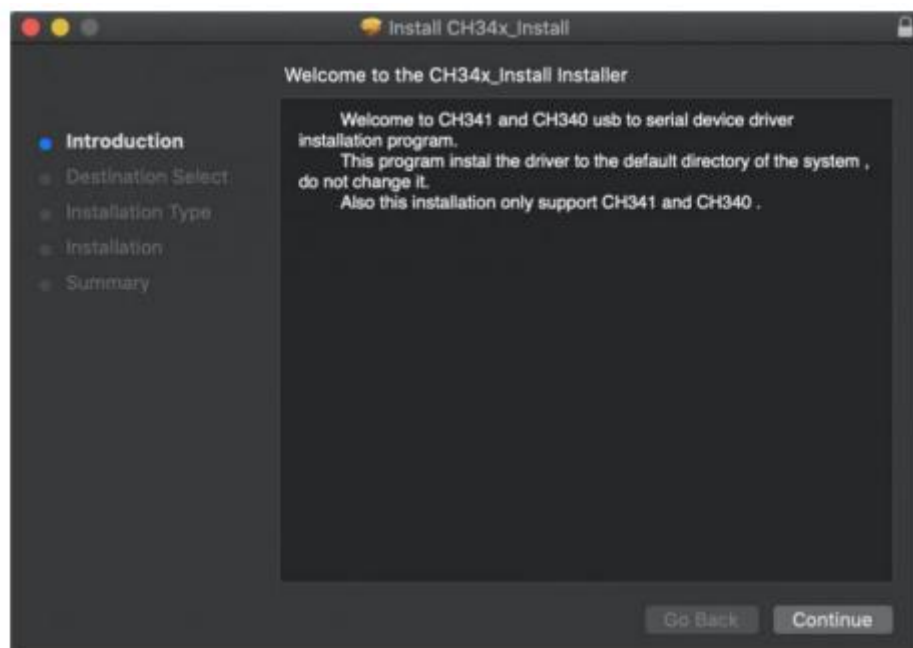 Install CH34x_Install
Welcome to the CH34x_Install Installer
Introduction
Destination Select
Installation Type
Installation
Summary
Welcome to CH341 and CH340 usb to serial device driver
installation program.
This program instal the driver to the default directory of the system ,
do not change it.
Also this installation only support CH341 and CH340 .
Go Back
Continue